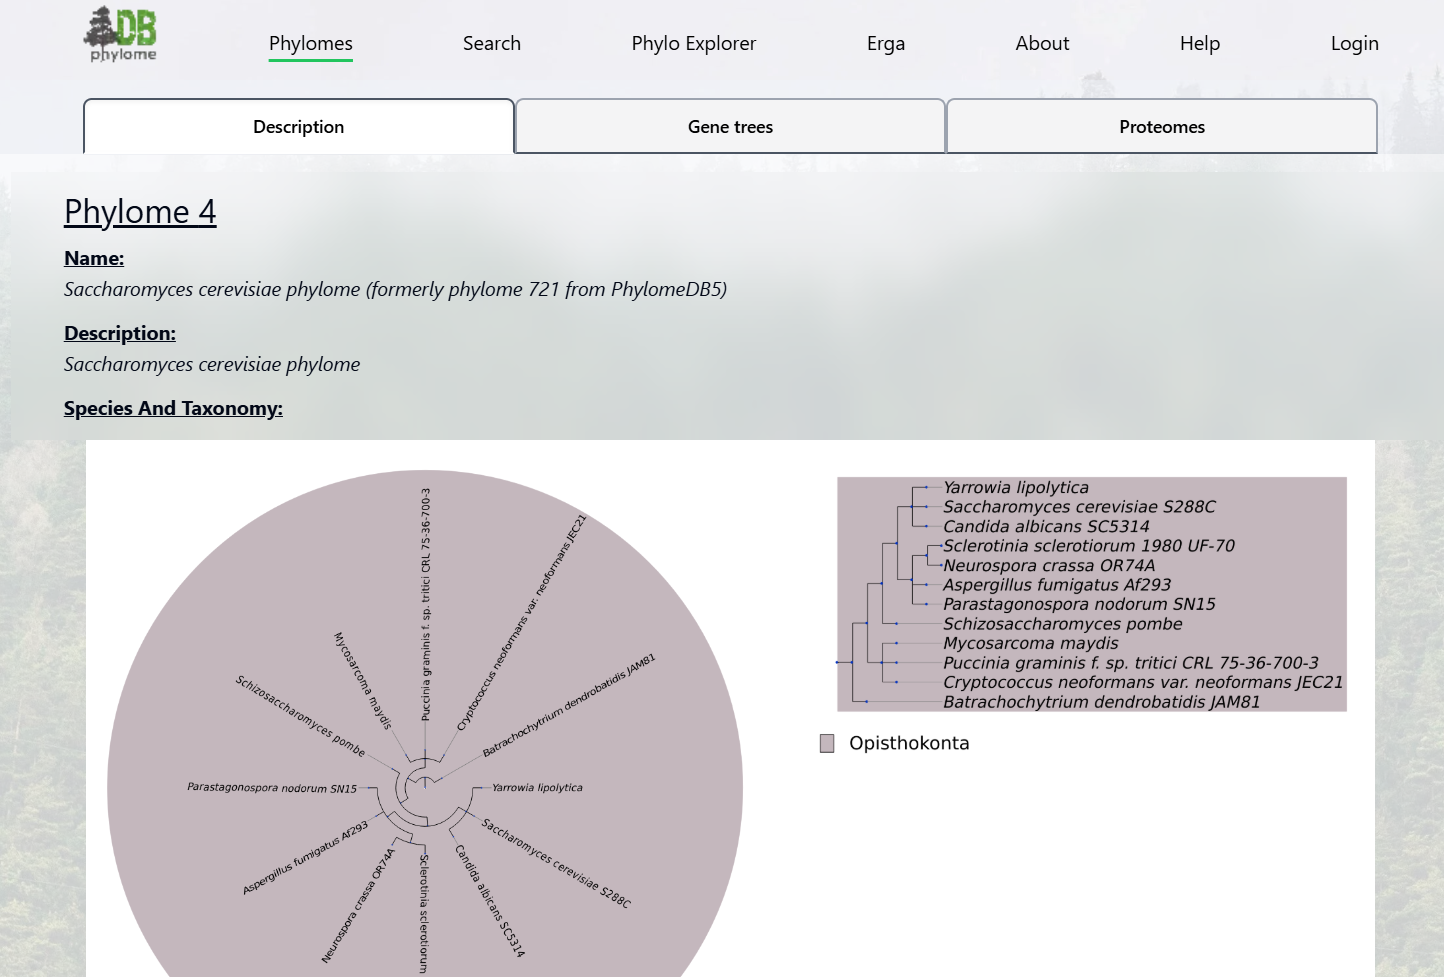 DB
phylome
Phylomes
Search
Phylo Explorer
Erga
About
Help
Login
Description
Gene trees
Proteomes
Phylome 4
Name:
Saccharomyces cerevisiae phylome (formerly phylome 721 from PhylomeDB5)
Description:
Saccharomyces cerevisiae phylome
Species And Taxonomy:
Puccinia graminis f. sp. tritici CRL 75-36-700-3
Cryptococcus neoformans var. neoformans JEC21
Mycosarcoma maydis
Batrachochytrium dendrobatidis JAM81
Schizosaccharomyces pombe
Parastagonospora nodorum SN15
Yarrowia lipolytica
Aspergillus fumigatus Af293
Saccharomyces cerevisiae S288C
Neurospora crassa OR74A
Sclerotinia sclerotiorum
Candida albicans SC5314
Yarrowia lipolytica
Saccharomyces cerevisiae S288C
Candida albicans SC5314
Sclerotinia sclerotiorum 1980 UF-70
Neurospora crassa OR74A
Aspergillus fumigatus Af293
Parastagonospora nodorum SN15
Schizosaccharomyces pombe
Mycosarcoma maydis
Puccinia graminis f. sp. tritici CRL 75-36-700-3
Cryptococcus neoformans var. neoformans JEC21
Batrachochytrium dendrobatidis JAM81
Opisthokonta